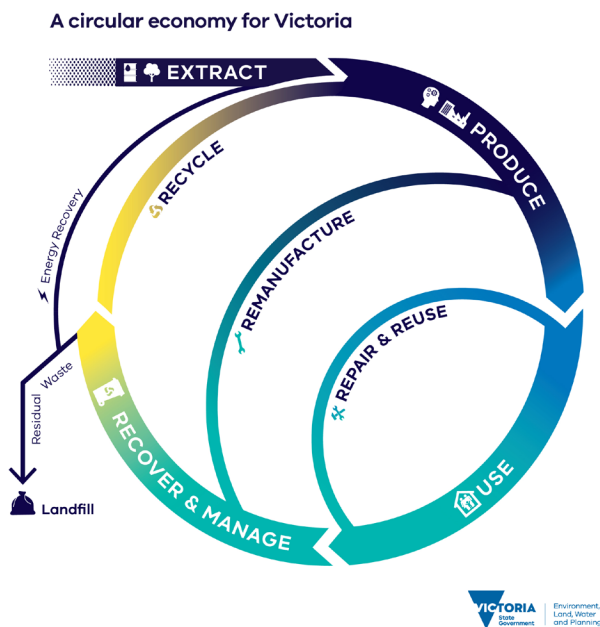 A circular economy for Victoria
EXTRACT
PRODUCE
RECYCLE
Energy Recovery
REMANUFACTURE
REPAIR & REUSE
Residual Waste
RECOVER & MANAGE
USE
Landfill
VICTORIA
State
Government
Environment,
Land, Water
and Planning